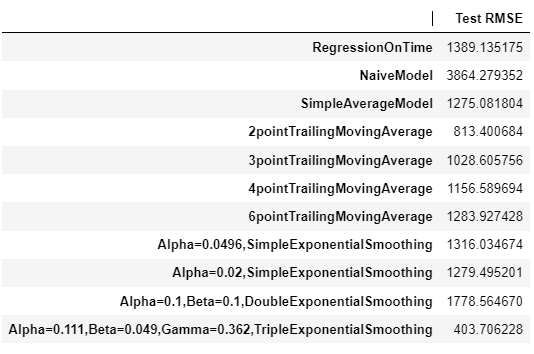 Test RMSE
RegressionOnTime 1389.135175
NaiveModel 3864.279352
SimpleAverageModel 1275.081804
2pointTrailingMovingAverage 813.400684
3pointTrailingMovingAverage 1028.605756
4pointTrailingMovingAverage 1156.589694
6pointTrailingMovingAverage 1283.927428
Alpha=0.0496,SimpleExponentialSmoothing 1316.034674
Alpha=0.02,SimpleExponentialSmoothing 1279.495201
Alpha=0.1,Beta=0.1,DoubleExponentialSmoothing 1778.564670
Alpha=0.111,Beta=0.049,Gamma=0.362,TripleExponentialSmoothing 403.706228